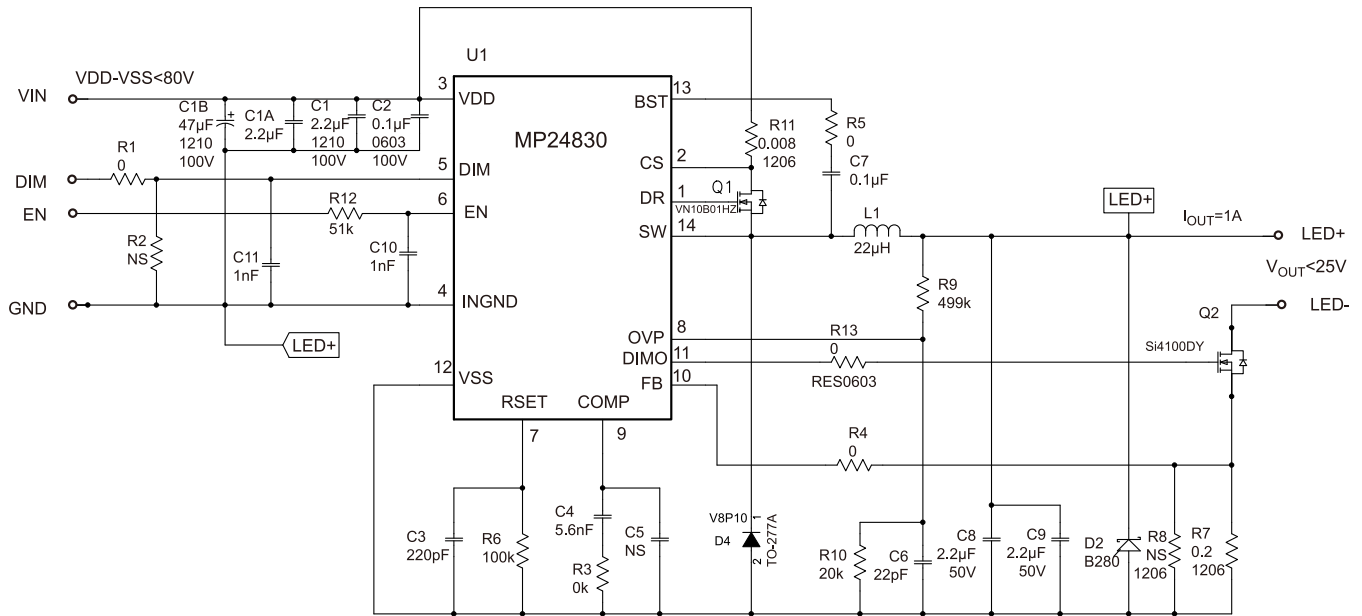 U1
VDD-VSS<80V
VIN
3
VDD
13
BST
C1B
47µF
1210
100V
C1A
2.2µF
C1
2.2µF
1210
100V
C2
0.1µF
0603
100V
MP24830
R11
0.008
1206
R5
0
C7
0.1µF
R1
0
DIM
5
DIM
2
CS
EN
R12
51k
6
EN
1
DR
Q1
VN10B01HZ
14
SW
L1
22µH
LED+
I_OUT=1A
LED+
V_OUT<25V
LED-
R2
NS
C11
1nF
C10
1nF
GND
4
INGND
LED+
R9
499k
8
OVP
R13
0
RES0603
11
DIMO
10
FB
Q2
Si4100DY
12
VSS
RSET
7
COMP
9
R4
0
C3
220pF
R6
100k
C4
5.6nF
R3
0k
C5
NS
V8P10
D4
1
2
TO-277A
R10
20k
C6
22pF
C8
2.2µF
50V
C9
2.2µF
50V
D2
B280
R8
NS
1206
R7
0.2
1206